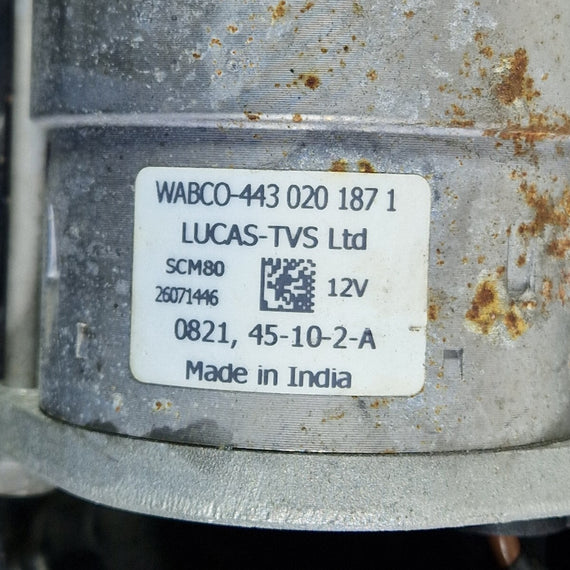 WABCO-443 020 187 1
LUCAS-TVS Ltd
SCM80
26071446
12V
0821, 45-10-2-A
Made in India